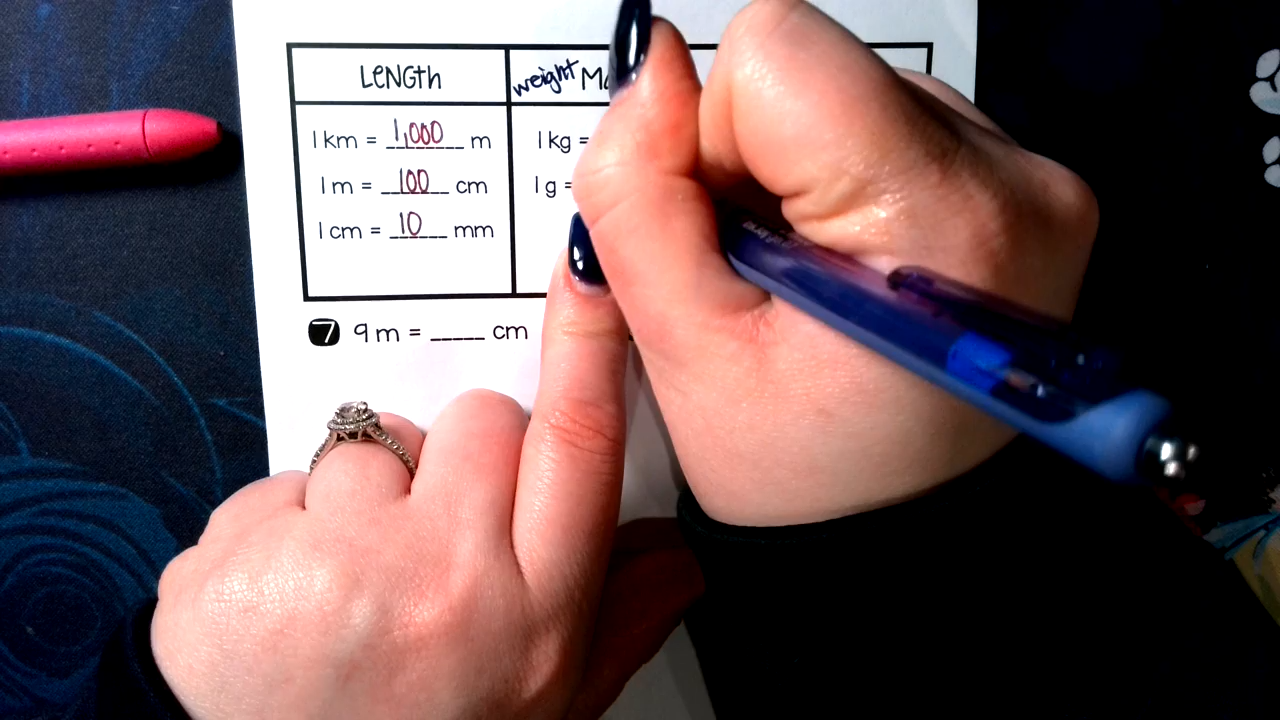 LENGTH
weight
1 km = 1,000 m
1 kg =
1 m = 100 cm
1 g =
1 cm = 10 mm
7 9 m = _____ cm